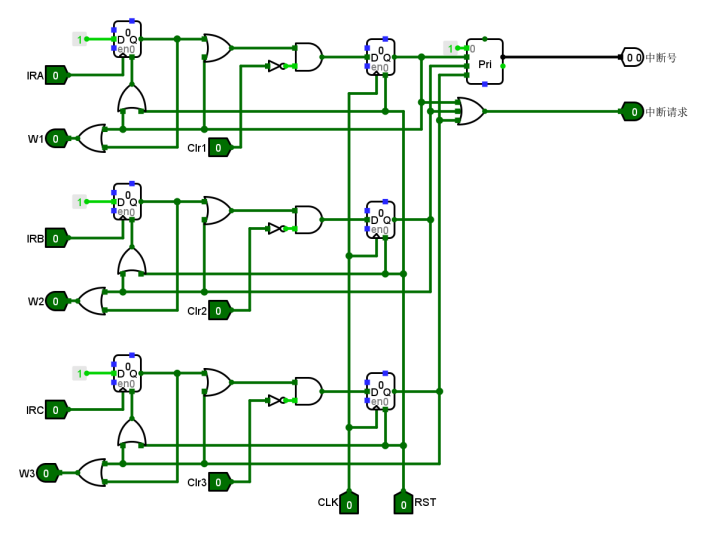 0
1 D Q 0
en0 1 0
IRA 0 D Q Pri 0 0 中断号
en0
W1 0 Clr1 0 0 中断请求
0
1 D Q 0
en0 D Q
IRB 0 en0
W2 0 Clr2 0
0
1 D Q 0
en0 D Q
IRC 0 en0
W3 0 Clr3 0
CLK 0 0 RST